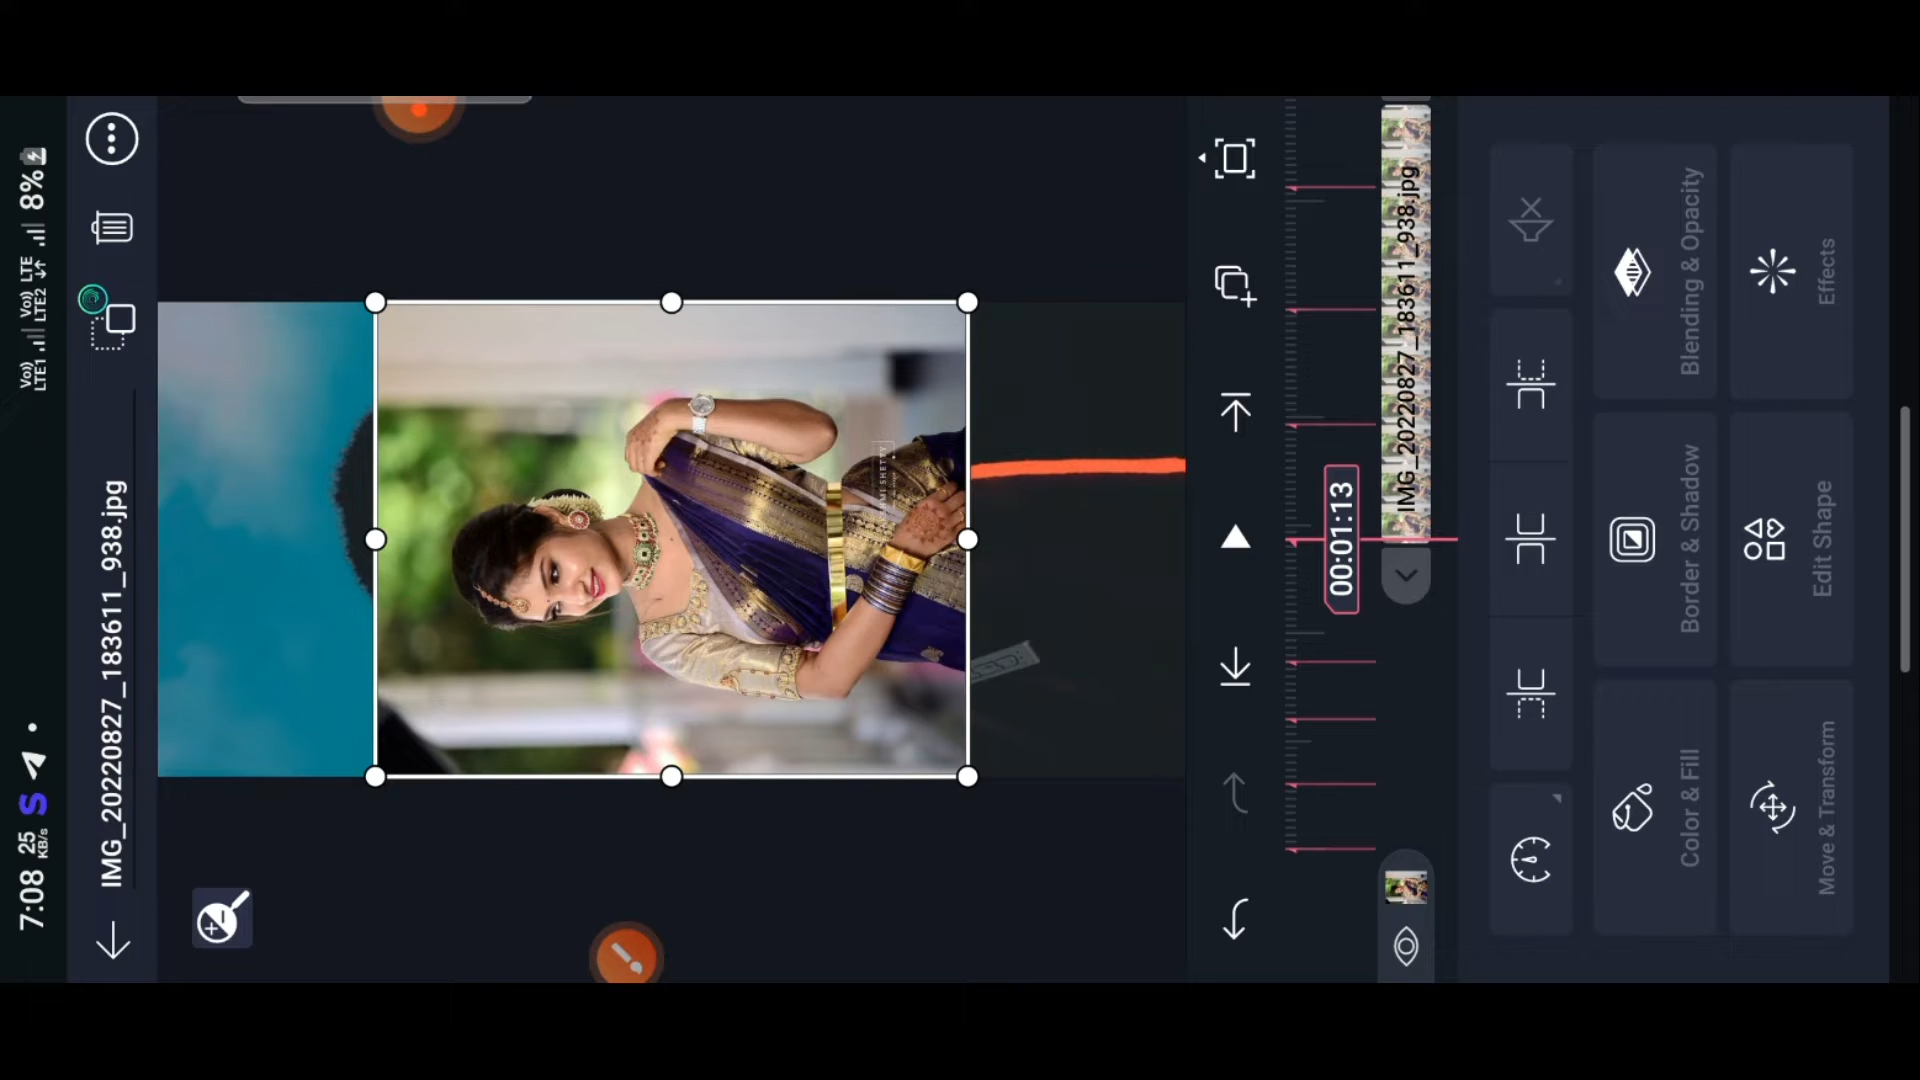 7:08 25 KB/s S Vo)) LTE1 Vo)) LTE LTE2 8%
IMG_20220827_183611_938.jpg
00:01:13
IMG_20220827_183611_938.jpg
Color & Fill
Border & Shadow
Blending & Opacity
Move & Transform
Edit Shape
Effects